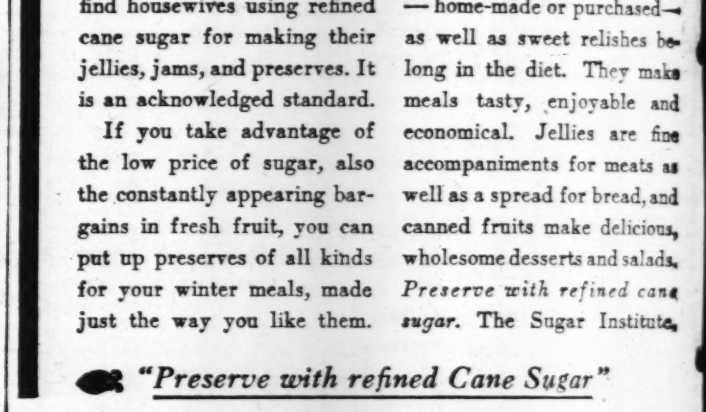 find housewives using refined
cane sugar for making their
jellies, jams, and preserves. It
is an acknowledged standard.
If you take advantage of
the low price of sugar, also
the constantly appearing bar-
gains in fresh fruit, you can
put up preserves of all kinds
for your winter meals, made
just the way you like them.
— home-made or purchased—
as well as sweet relishes be-
long in the diet. They make
meals tasty, enjoyable and
economical. Jellies are fine
accompaniments for meats as
well as a spread for bread, and
canned fruits make delicious,
wholesome desserts and salads.
Preserve with refined cane
sugar. The Sugar Institute,
"Preserve with refined Cane Sugar"